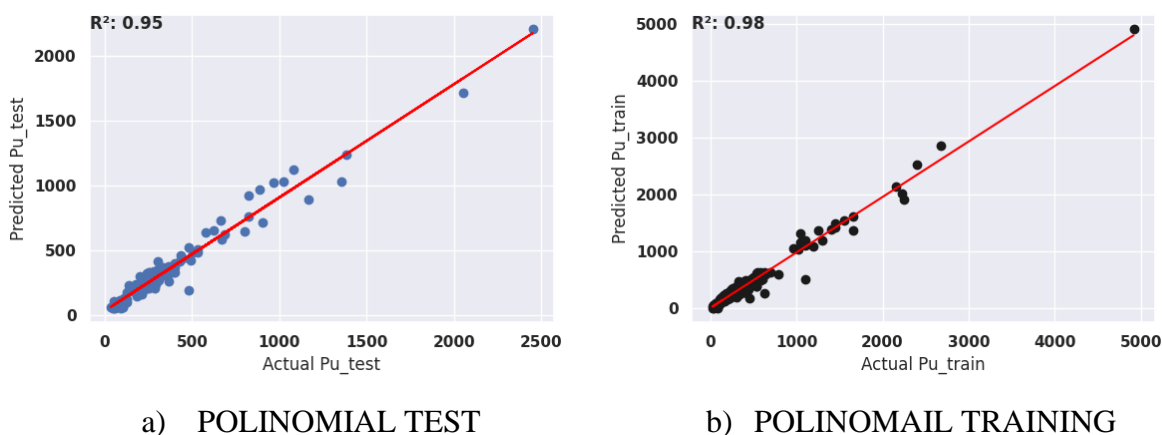 R²: 0.95
2000
1500
1000
500
0
Predicted Pu_test
0 500 1000 1500 2000 2500
Actual Pu_test
a) POLINOMIAL TEST
R²: 0.98
5000
4000
3000
2000
1000
0
Predicted Pu_train
0 1000 2000 3000 4000 5000
Actual Pu_train
b) POLINOMAIL TRAINING